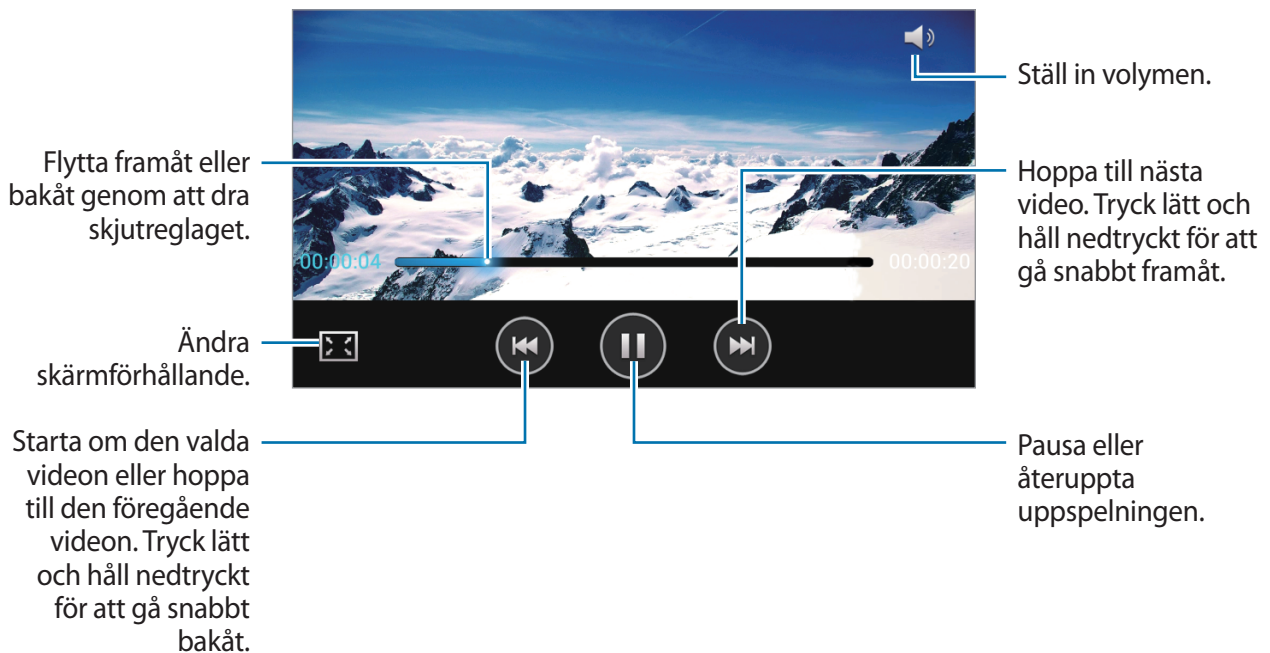 Ställ in volymen.
Flytta framåt eller
bakåt genom att dra
skjutreglaget.
Hoppa till nästa
video. Tryck lätt och
håll nedtryckt för att
gå snabbt framåt.
00:00:04
00:00:20
Ändra
skärmförhållande.
Starta om den valda
videon eller hoppa
till den föregående
videon. Tryck lätt
och håll nedtryckt
för att gå snabbt
bakåt.
Pausa eller
återuppta
uppspelningen.